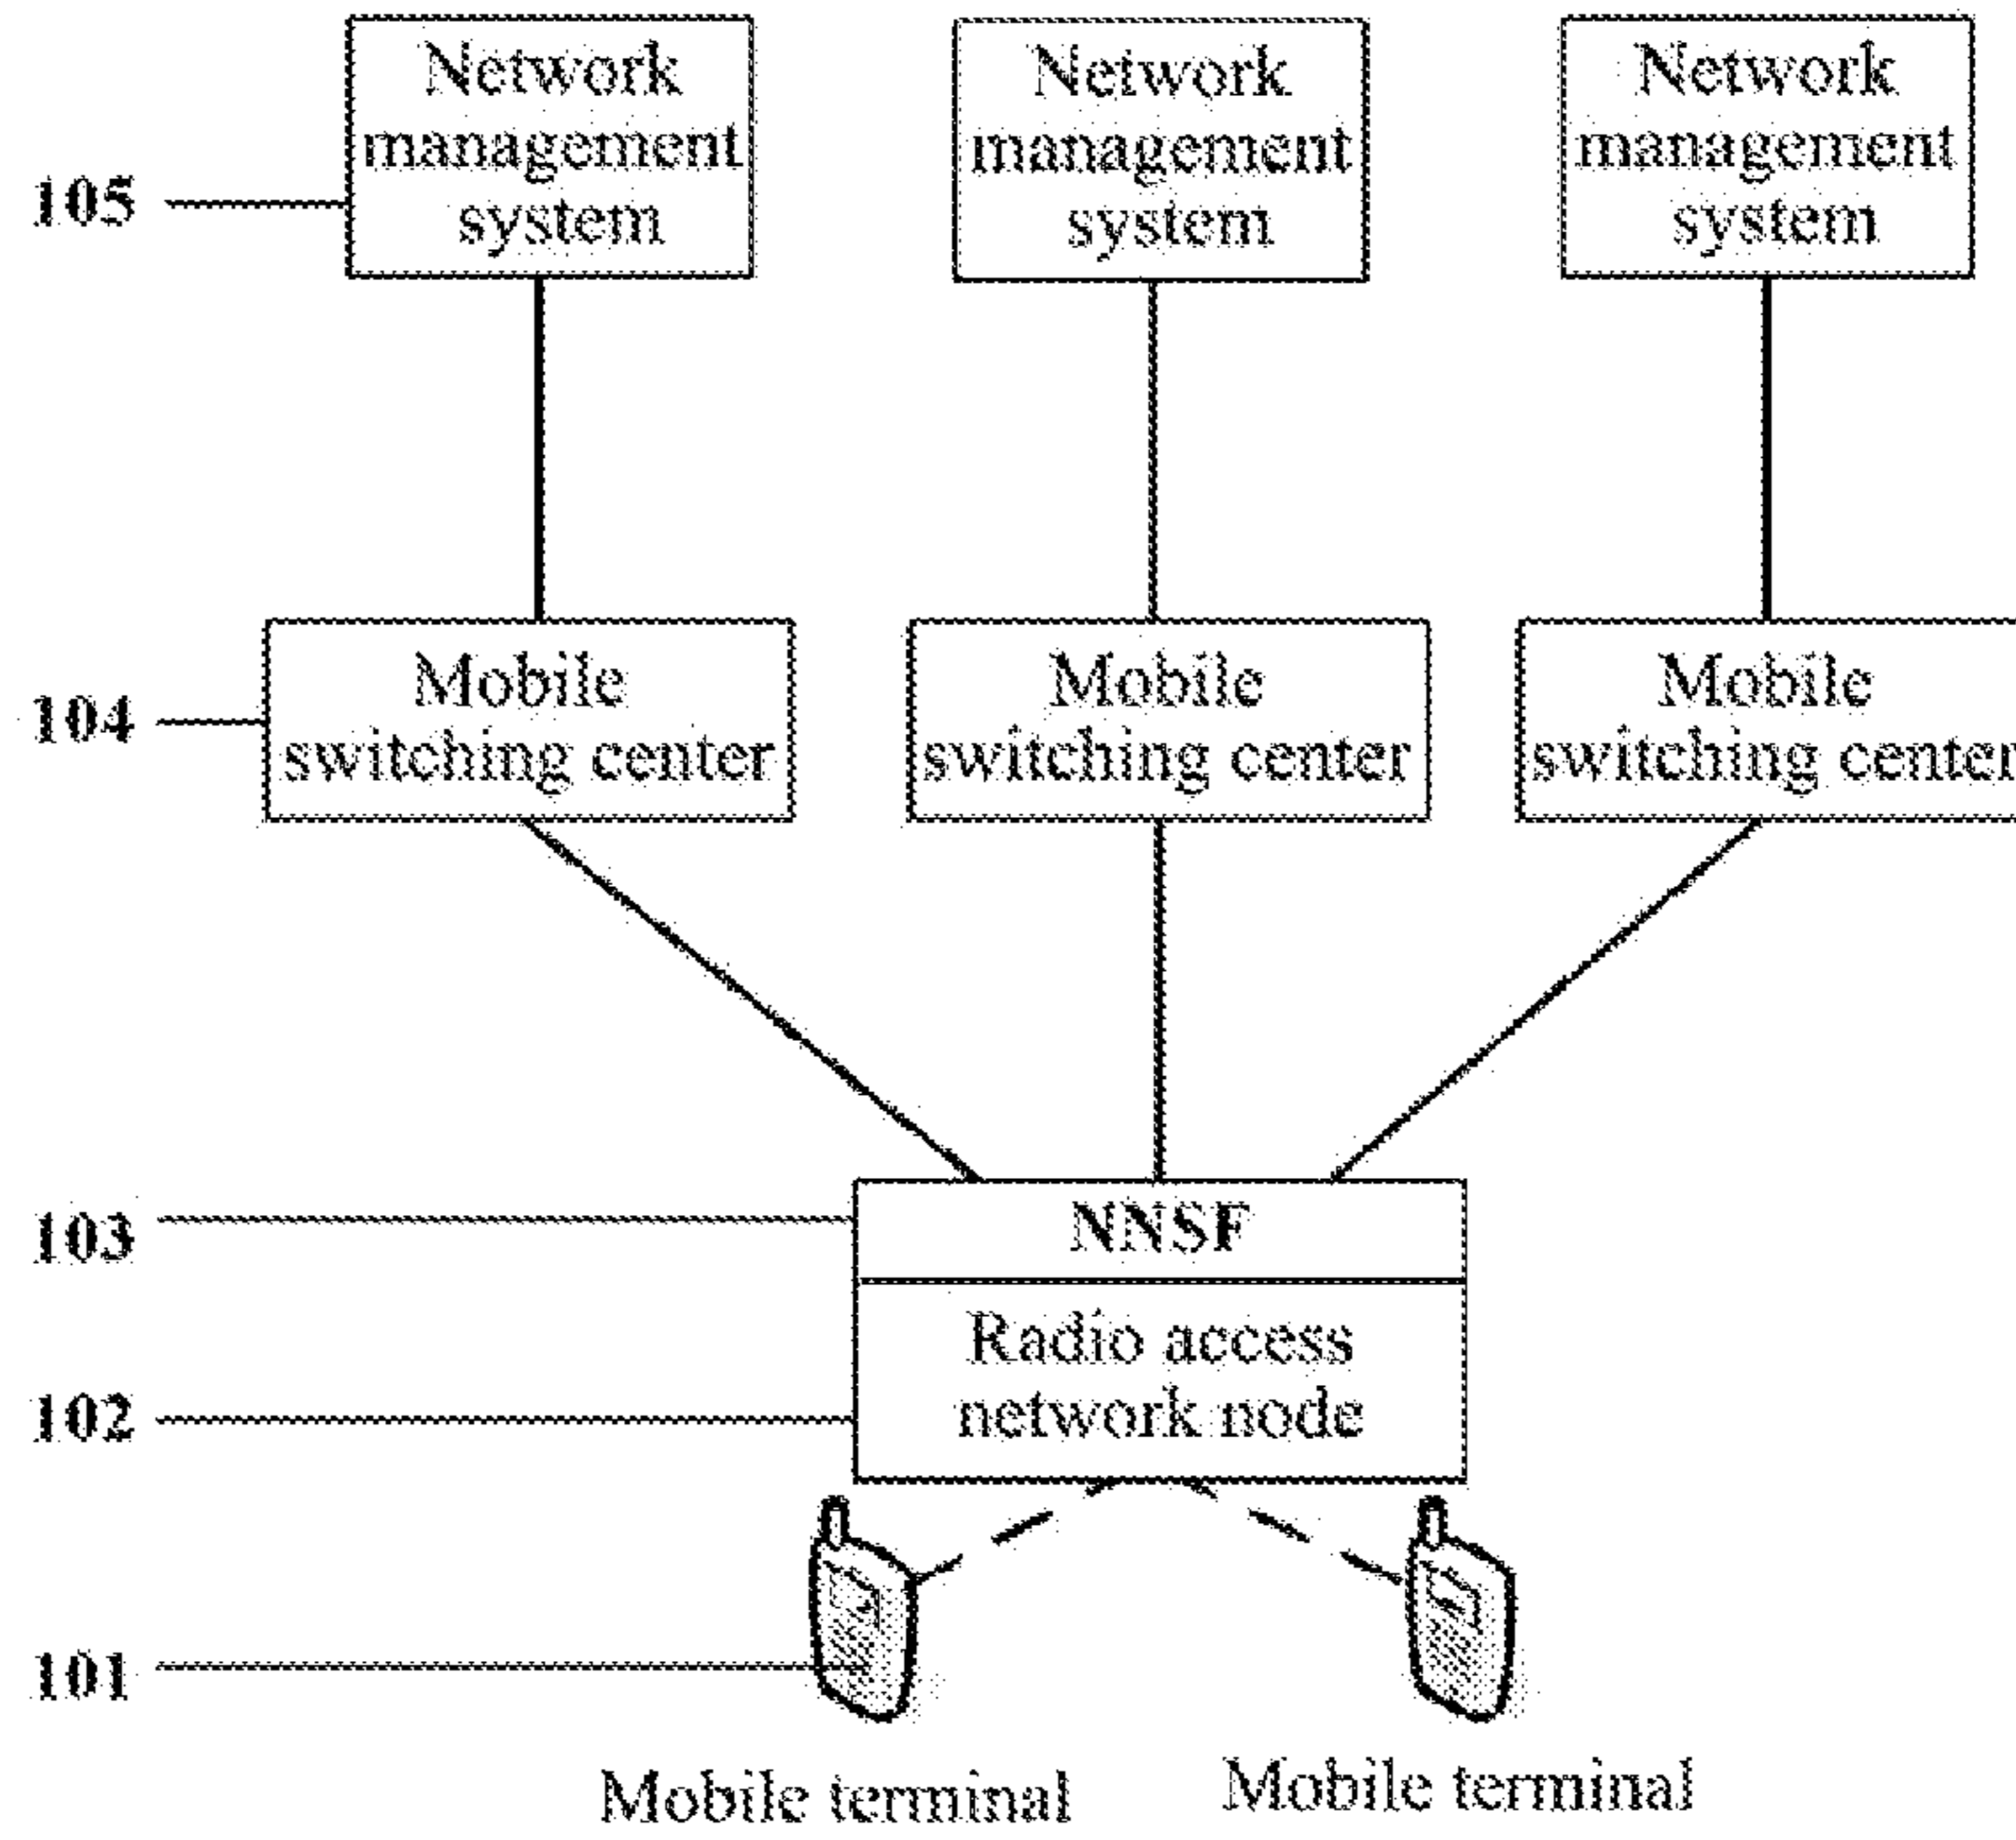 Network
management
system
Network
management
system
Network
management
system
105
Mobile
switching center
Mobile
switching center
Mobile
switching center
104
NNSF
103
Radio access
network node
102
101
Mobile terminal
Mobile terminal